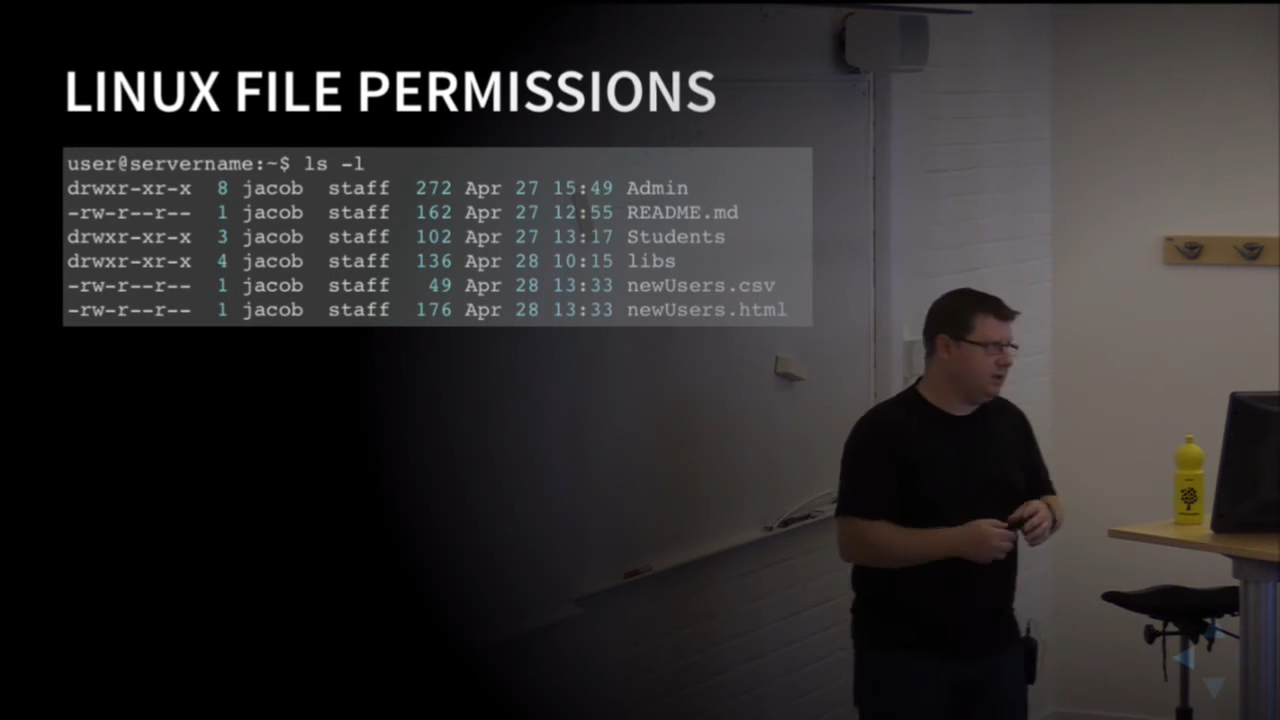 LINUX FILE PERMISSIONS
user@servername:~$ ls -l
drwxr-xr-x  8 jacob  staff  272 Apr 27 15:49 Admin
-rw-r--r--  1 jacob  staff  162 Apr 27 12:55 README.md
drwxr-xr-x  3 jacob  staff  102 Apr 27 13:17 Students
drwxr-xr-x  4 jacob  staff  136 Apr 28 10:15 libs
-rw-r--r--  1 jacob  staff   49 Apr 28 13:33 newUsers.csv
-rw-r--r--  1 jacob  staff  176 Apr 28 13:33 newUsers.html